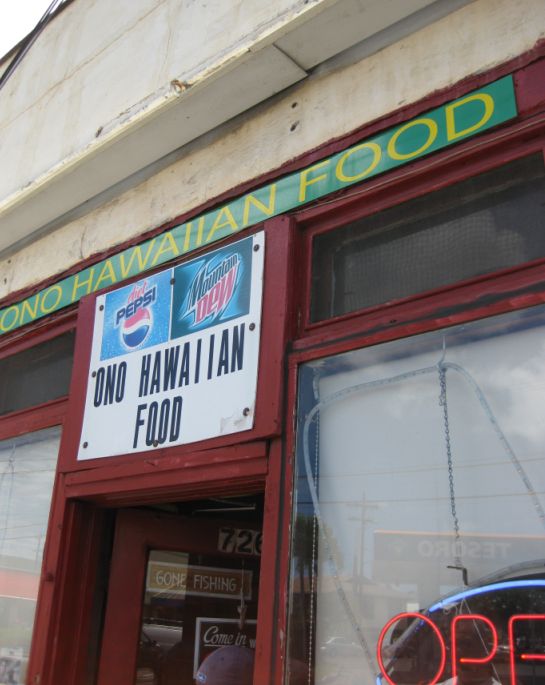 ONO HAWAIIAN FOOD
diet
PEPSI
Mountain
DEW
ONO HAWAIIAN
FOOD
726
GONE FISHING
Come in
TESORO
OPE